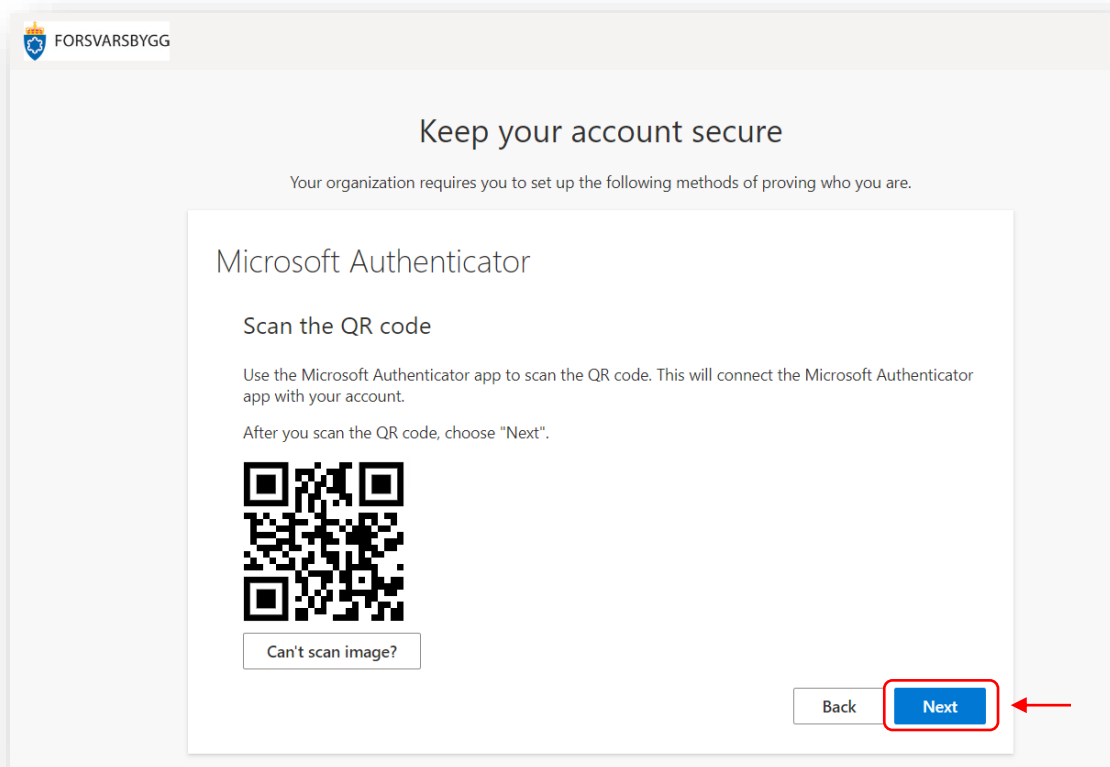 FORSVARSBYGG
Keep your account secure
Your organization requires you to set up the following methods of proving who you are.
Microsoft Authenticator
Scan the QR code
Use the Microsoft Authenticator app to scan the QR code. This will connect the Microsoft Authenticator
app with your account.
After you scan the QR code, choose "Next".
Can't scan image?
Back
Next